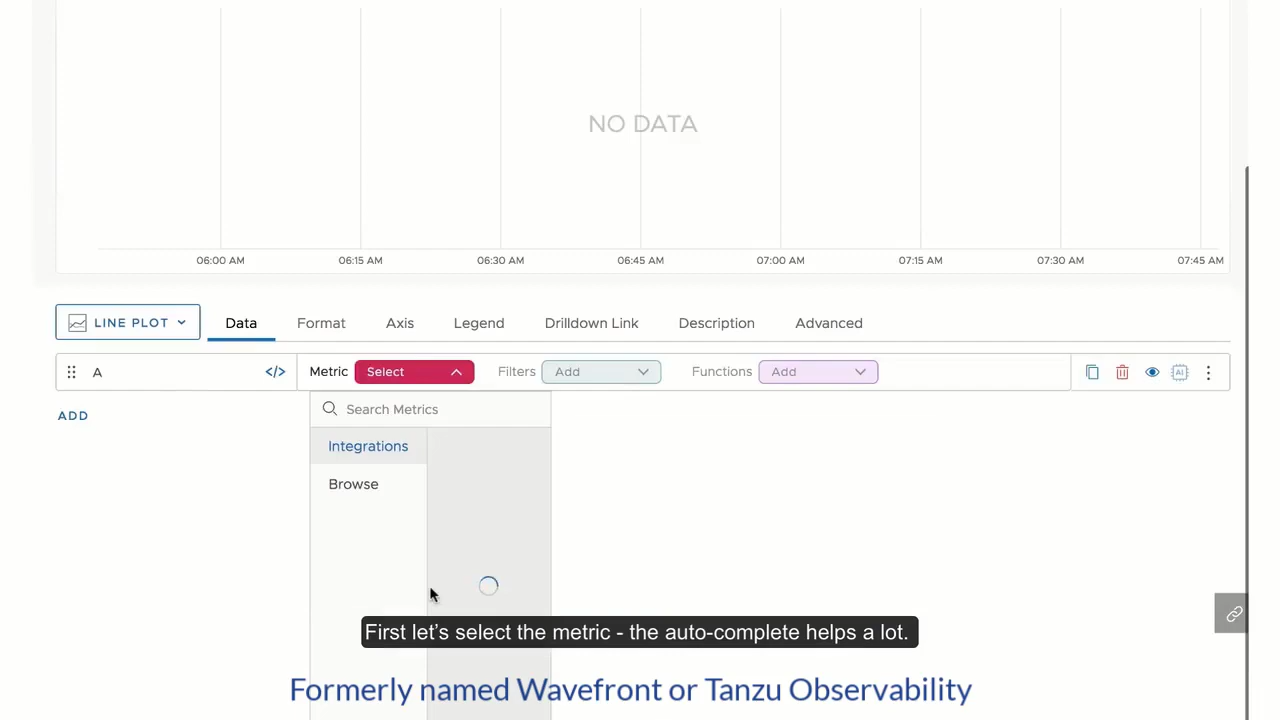 NO DATA
06:00 AM 06:15 AM 06:30 AM 06:45 AM 07:00 AM 07:15 AM 07:30 AM 07:45 AM
LINE PLOT Data Format Axis Legend Drilldown Link Description Advanced
A </> Metric Select Filters Add Functions Add AI
ADD
Search Metrics
Integrations
Browse
First let's select the metric - the auto-complete helps a lot.
Formerly named Wavefront or Tanzu Observability